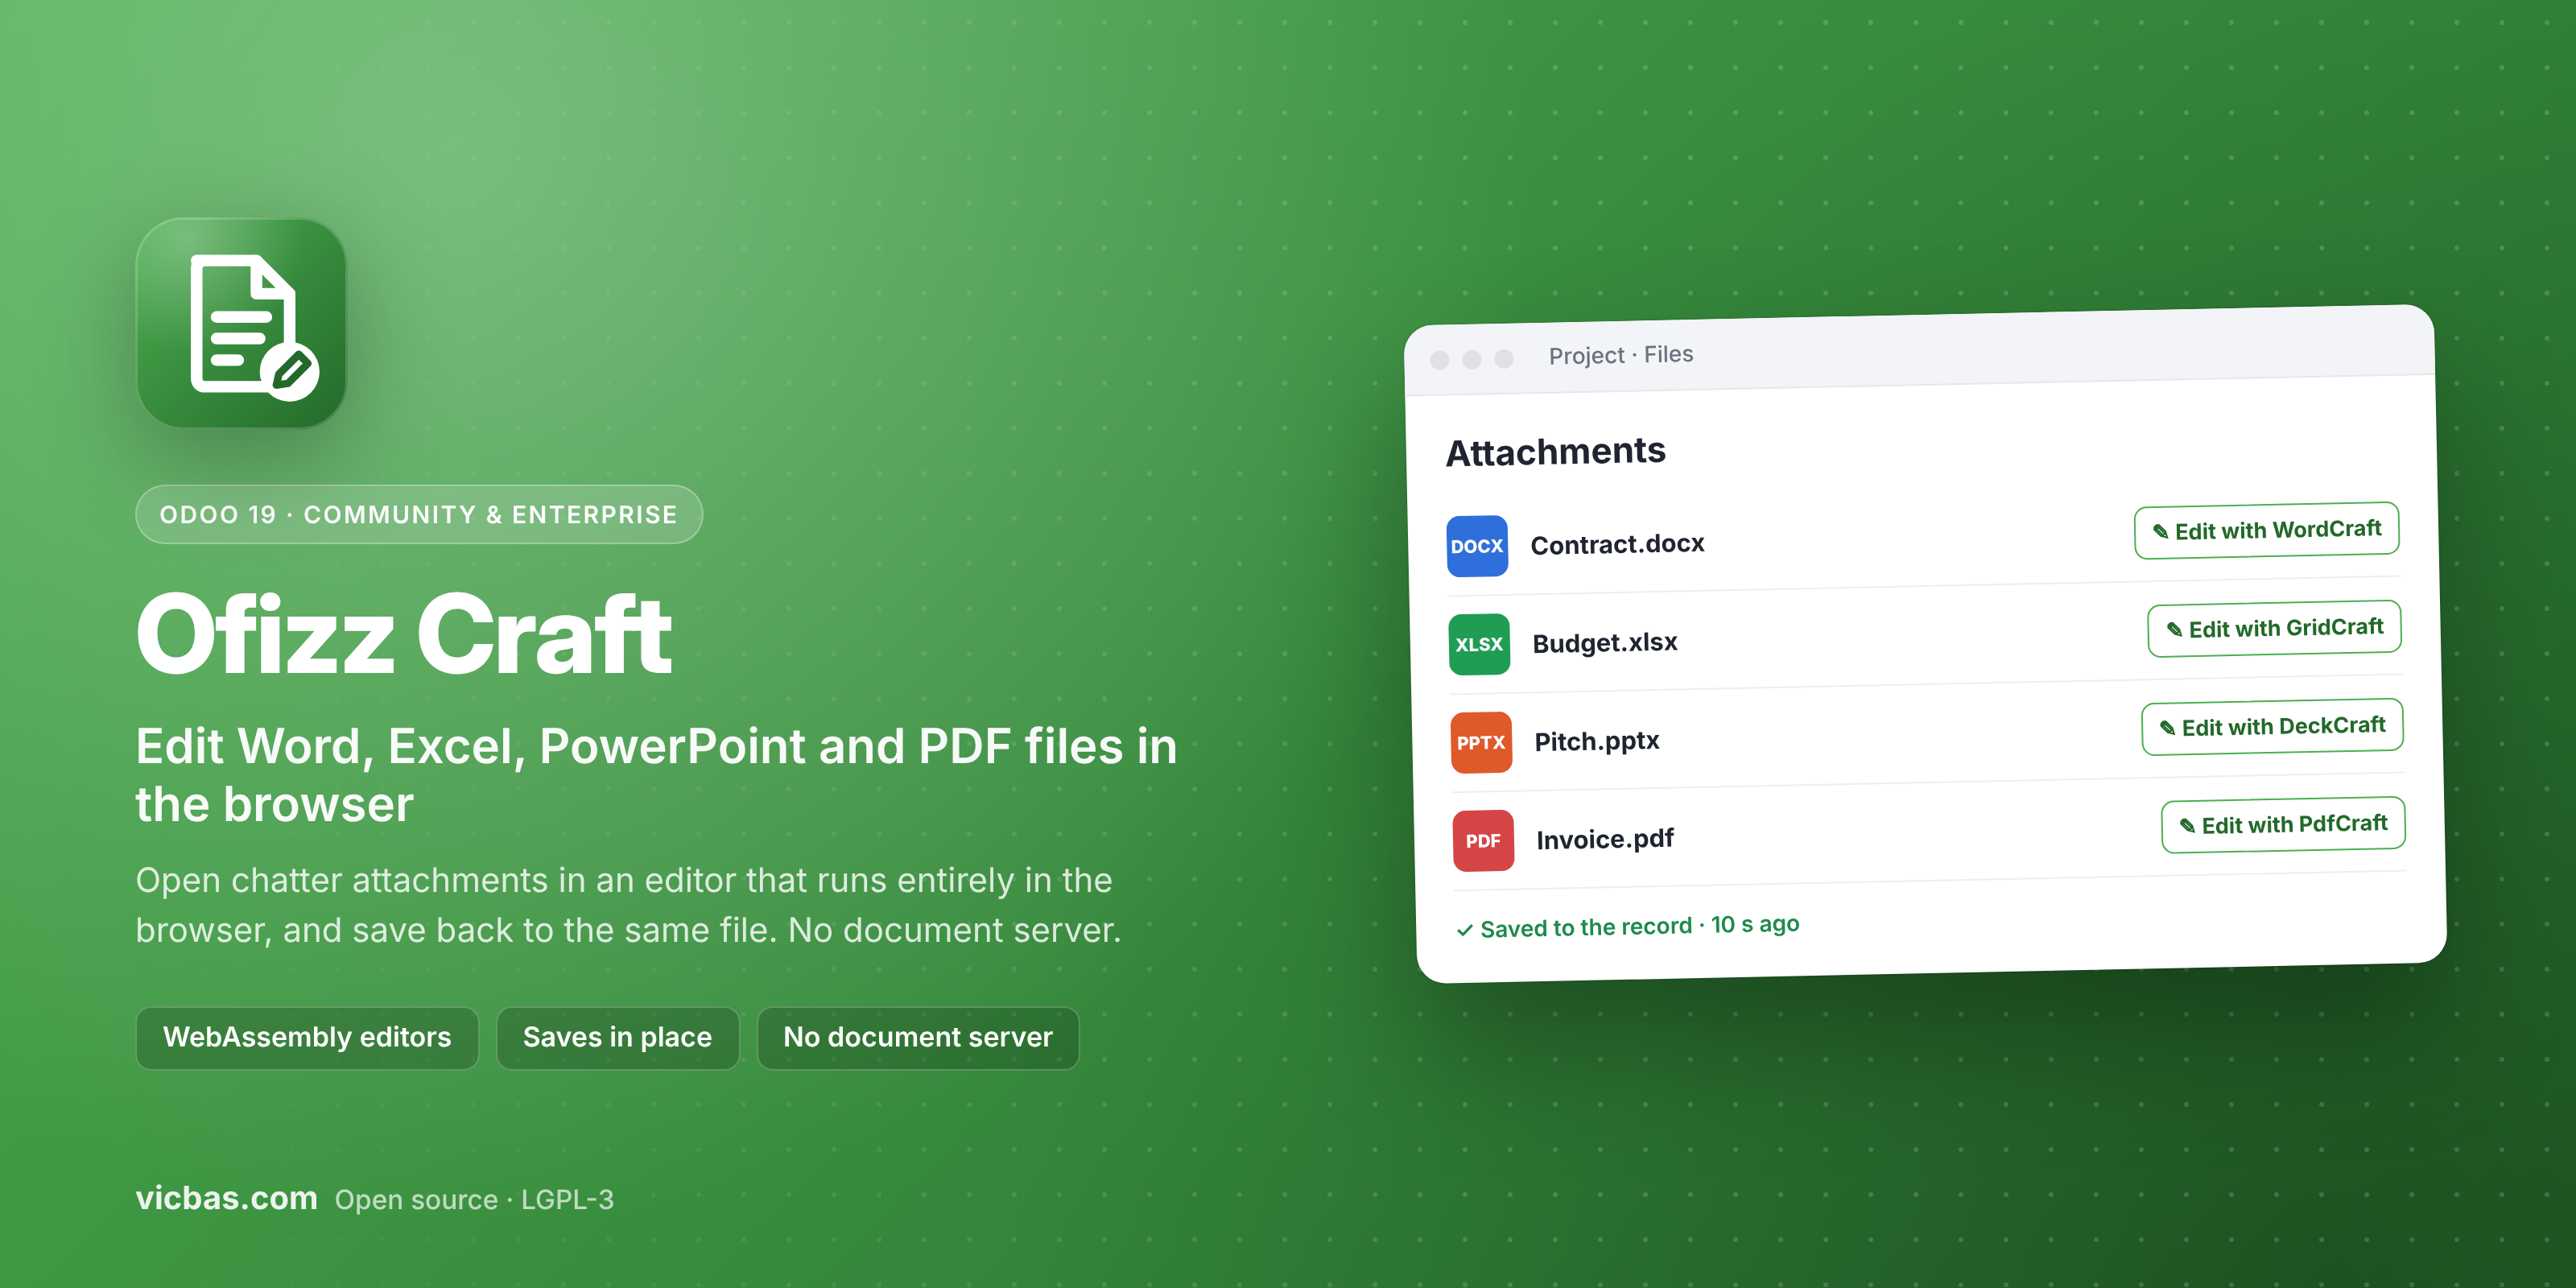 ODOO 19 · COMMUNITY & ENTERPRISE
Ofizz Craft
Edit Word, Excel, PowerPoint and PDF files in
the browser
Open chatter attachments in an editor that runs entirely in the
browser, and save back to the same file. No document server.
WebAssembly editors
Saves in place
No document server
vicbas.com Open source · LGPL-3
Project · Files
Attachments
DOCX Contract.docx ✎ Edit with WordCraft
XLSX Budget.xlsx ✎ Edit with GridCraft
PPTX Pitch.pptx ✎ Edit with DeckCraft
PDF Invoice.pdf ✎ Edit with PdfCraft
✓ Saved to the record · 10 s ago